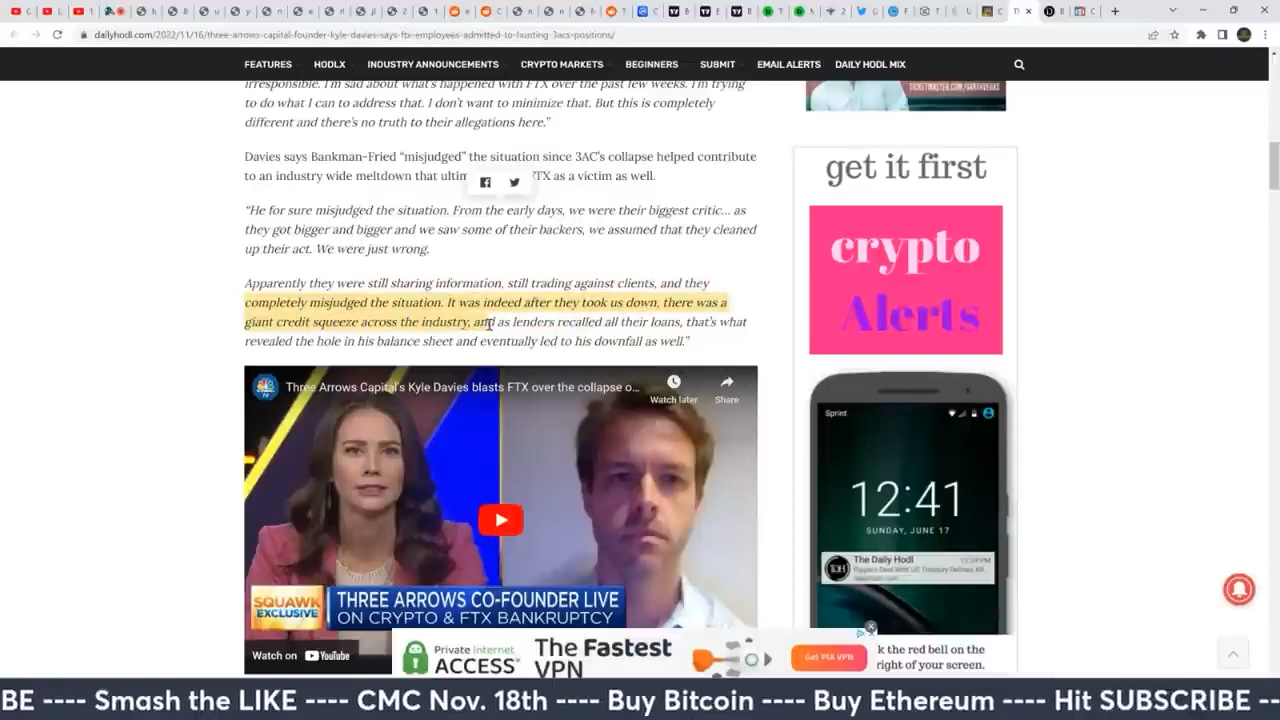 dailyhodl.com/2022/11/16/three-arrows-capital-founder-kyle-davies-says-ftx-employees-admitted-to-hunting-3acs-positions/
FEATURES HODLX INDUSTRY ANNOUNCEMENTS CRYPTO MARKETS BEGINNERS SUBMIT EMAIL ALERTS DAILY HODL MIX
irresponsible. I'm sad about what's happened with FTX over the past few weeks. I'm trying
to do what I can to address that. I don't want to minimize that. But this is completely
different and there's no truth to their allegations here.”
Davies says Bankman-Fried “misjudged” the situation since 3AC's collapse helped contribute
to an industry wide meltdown that FTX as a victim as well.
“He for sure misjudged the situation. From the early days, we were their biggest critic… as
they got bigger and bigger and we saw some of their backers, we assumed that they cleaned
up their act. We were just wrong.
Apparently they were still sharing information, still trading against clients, and they
completely misjudged the situation. It was indeed after they took us down, there was a
giant credit squeeze across the industry, and as lenders recalled all their loans, that's what
revealed the hole in his balance sheet and eventually led to his downfall as well.”
Three Arrows Capital's Kyle Davies blasts FTX over the collapse o...
Watch later
Share
SQUAWK
EXCLUSIVE
THREE ARROWS CO-FOUNDER LIVE
ON CRYPTO & FTX BANKRUPTCY
Watch on YouTube
TICKETMASTER.COM/GARTHVEGAS
get it first
crypto
Alerts
Sprint
12:41
SUNDAY, JUNE 17
The Daily Hodl
k the red bell on the
right of your screen.
Private Internet
ACCESS
The Fastest
VPN
Get PIA VPN
BE ---- Smash the LIKE ---- CMC Nov. 18th ---- Buy Bitcoin ---- Buy Ethereum ---- Hit SUBSCRIBE --